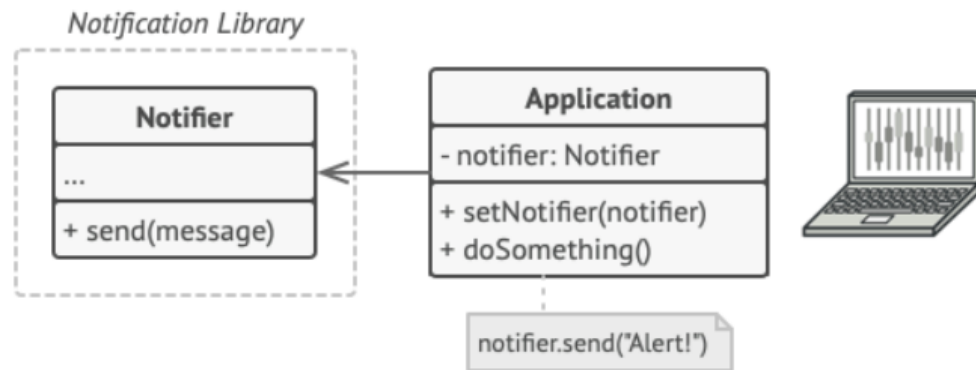 Notification Library
Notifier
...
+ send(message)
Application
- notifier: Notifier
+ setNotifier(notifier)
+ doSomething()
notifier.send("Alert!")